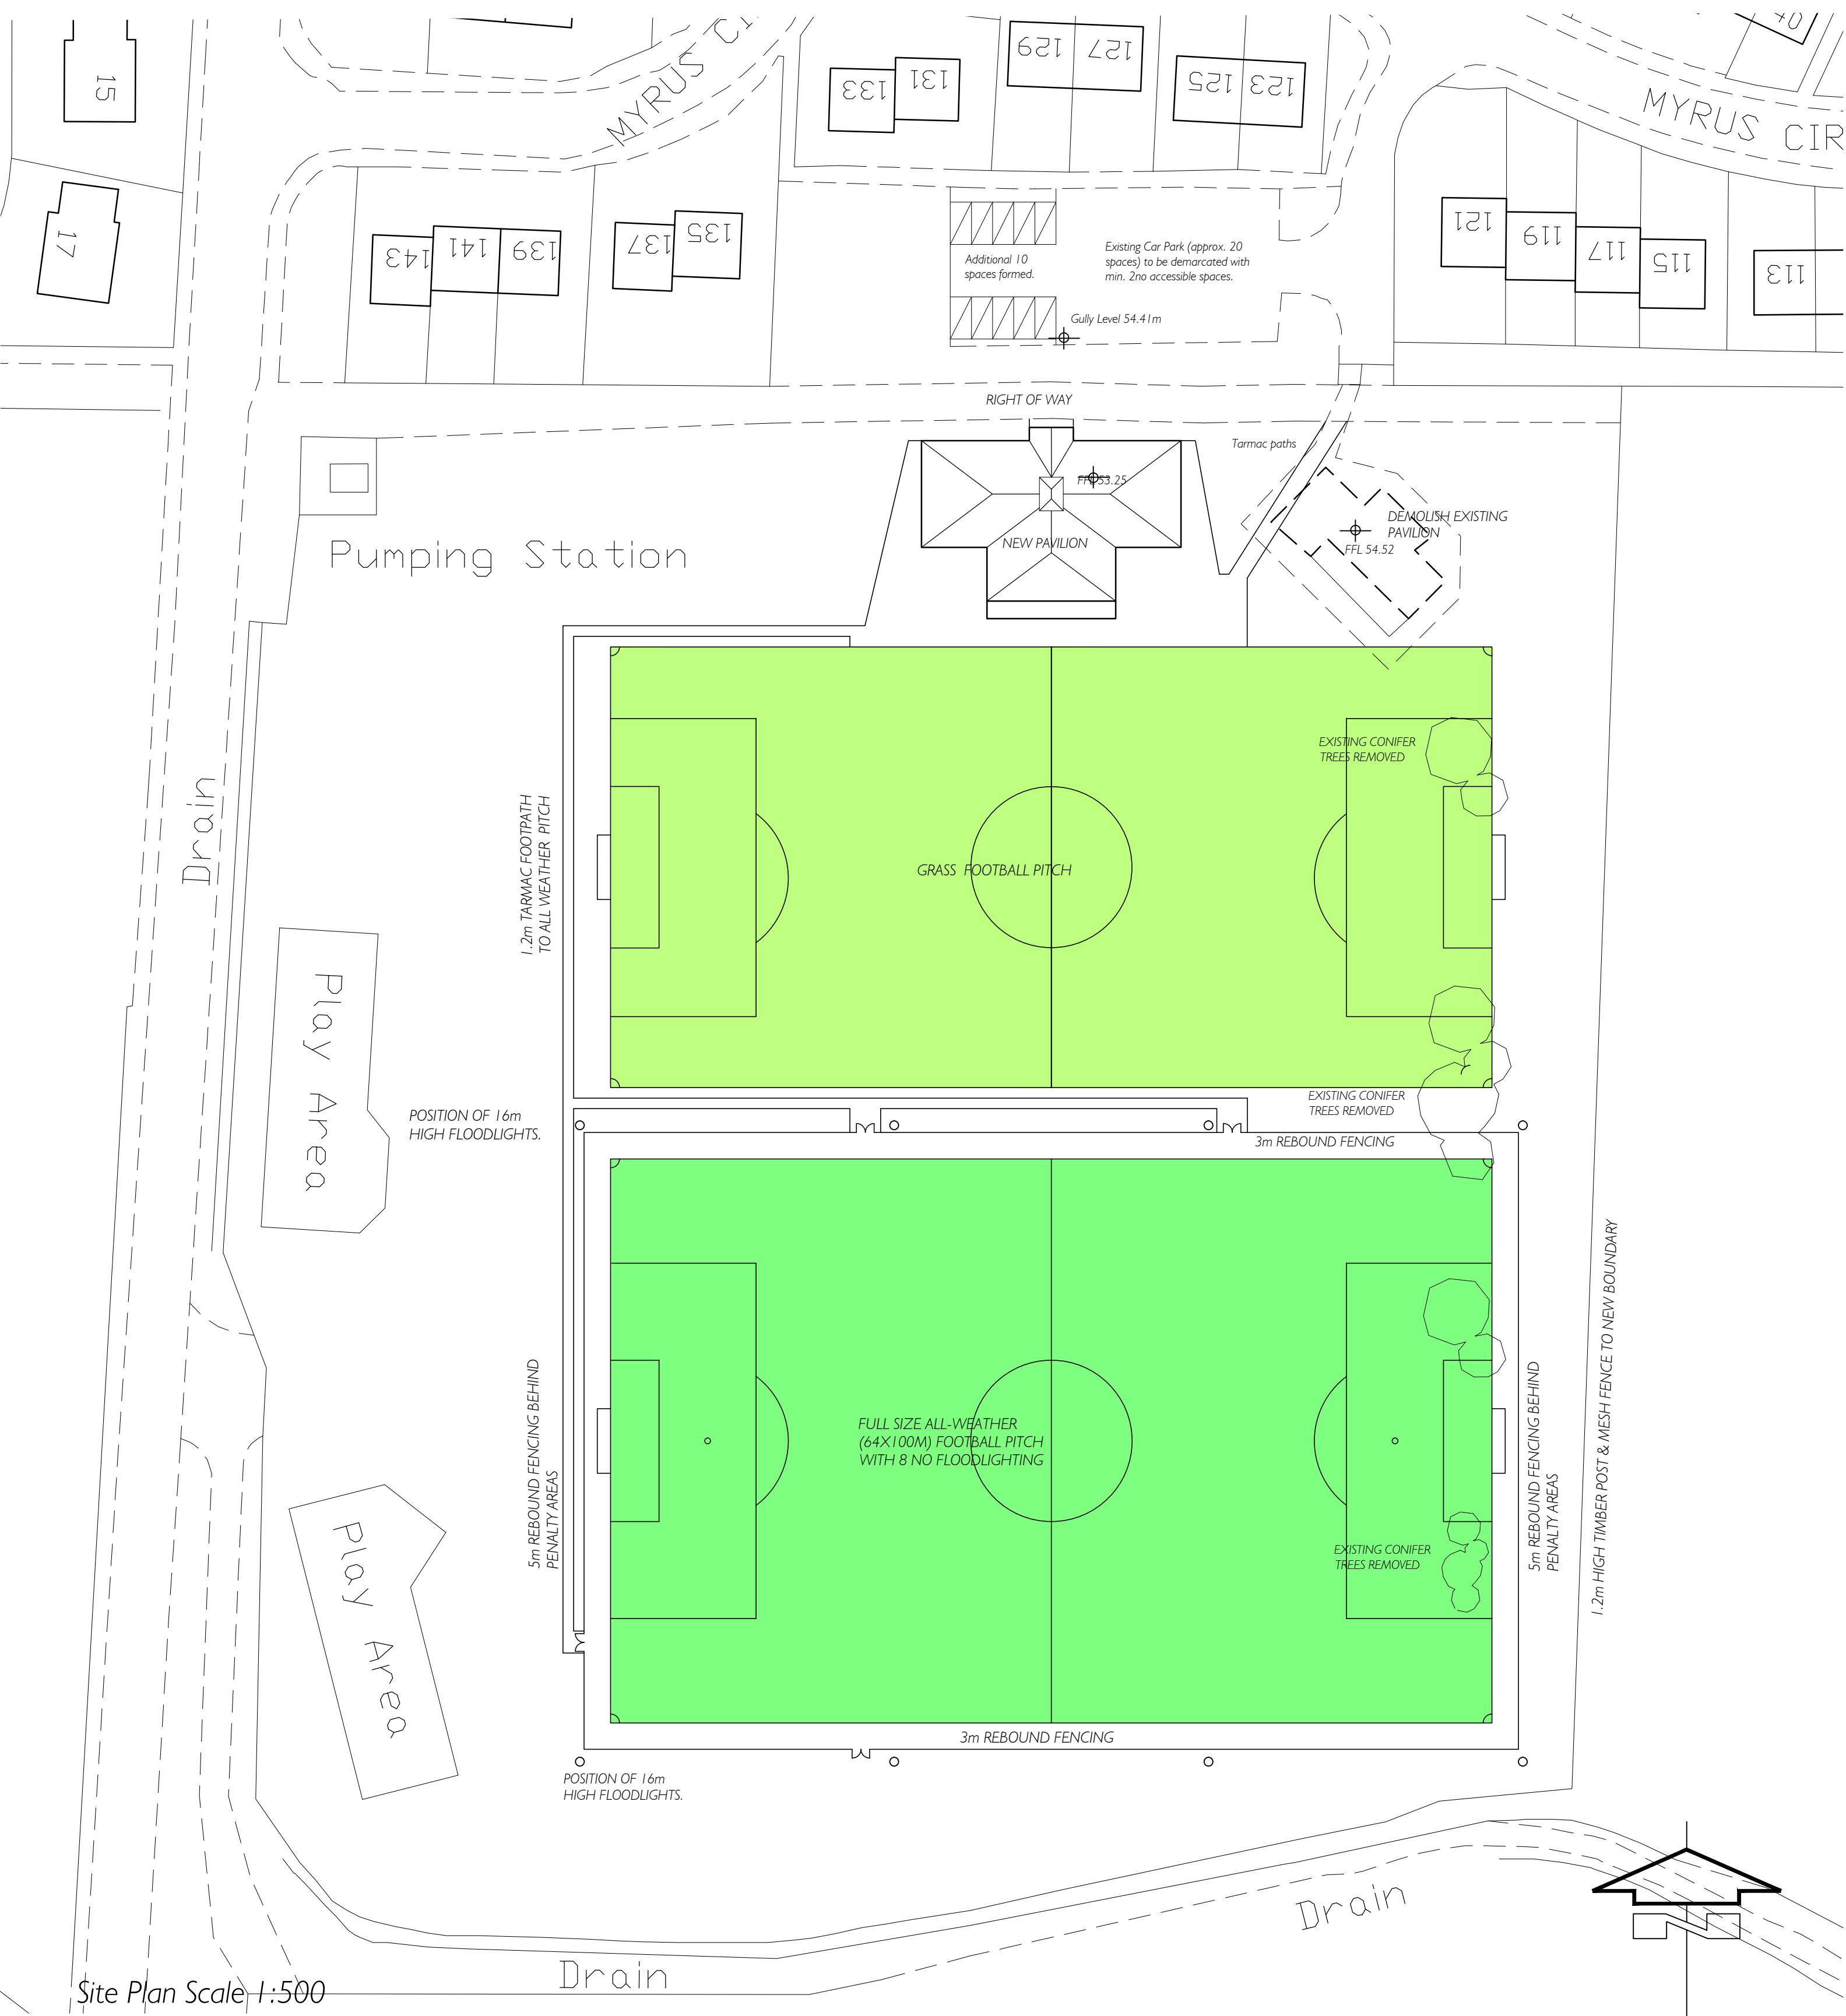 15
MYRUS CI
129
127
133
131
125
123
40
MYRUS CIR
17
143
141
139
137
135
121
119
117
115
113
Additional 10
spaces formed.
Existing Car Park (approx. 20
spaces) to be demarcated with
min. 2no accessible spaces.
Gully Level 54.41m
RIGHT OF WAY
Tarmac paths
FFL 53.25
NEW PAVILION
DEMOLISH EXISTING
PAVILION
FFL 54.52
Pumping Station
EXISTING CONIFER
TREES REMOVED
Drain
1.2m TARMAC FOOTPATH
TO ALL WEATHER PITCH
GRASS FOOTBALL PITCH
Play Area
POSITION OF 16m
HIGH FLOODLIGHTS.
EXISTING CONIFER
TREES REMOVED
3m REBOUND FENCING
1.2m HIGH TIMBER POST & MESH FENCE TO NEW BOUNDARY
5m REBOUND FENCING BEHIND
PENALTY AREAS
FULL SIZE ALL-WEATHER
(64X100M) FOOTBALL PITCH
WITH 8 NO FLOODLIGHTING
5m REBOUND FENCING BEHIND
PENALTY AREAS
EXISTING CONIFER
TREES REMOVED
Play Area
3m REBOUND FENCING
POSITION OF 16m
HIGH FLOODLIGHTS.
Drain
N
Drain
Site Plan Scale 1:500